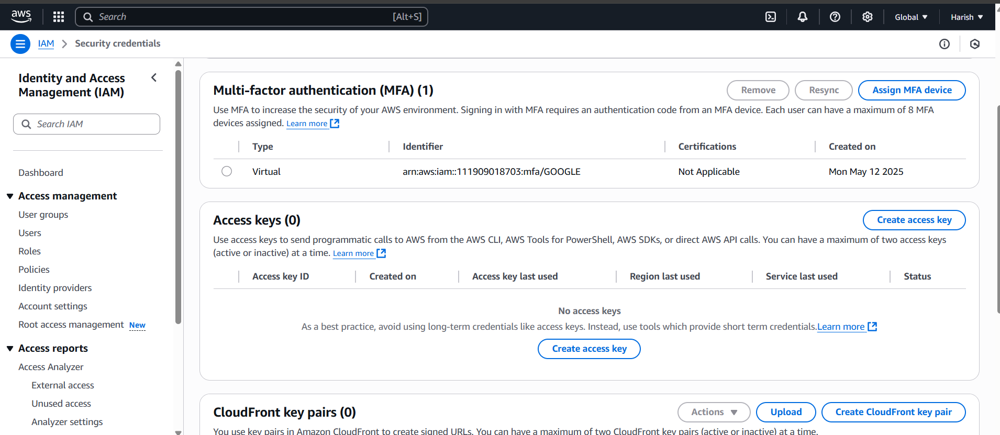 aws
Search
[Alt+S]
Global
Harish
IAM
Security credentials
Identity and Access
Management (IAM)
Search IAM
Dashboard
Access management
User groups
Users
Roles
Policies
Identity providers
Account settings
Root access management New
Access reports
Access Analyzer
External access
Unused access
Analyzer settings
Multi-factor authentication (MFA) (1)
Remove
Resync
Assign MFA device
Use MFA to increase the security of your AWS environment. Signing in with MFA requires an authentication code from an MFA device. Each user can have a maximum of 8 MFA
devices assigned. Learn more
Type Identifier Certifications Created on
Virtual arn:aws:iam::111909018703:mfa/GOOGLE Not Applicable Mon May 12 2025
Access keys (0)
Create access key
Use access keys to send programmatic calls to AWS from the AWS CLI, AWS Tools for PowerShell, AWS SDKs, or direct AWS API calls. You can have a maximum of two access keys
(active or inactive) at a time. Learn more
Access key ID Created on Access key last used Region last used Service last used Status
No access keys
As a best practice, avoid using long-term credentials like access keys. Instead, use tools which provide short term credentials.Learn more
Create access key
CloudFront key pairs (0)
Actions
Upload
Create CloudFront key pair
You use key pairs in Amazon CloudFront to create signed URLs. You can have a maximum of two CloudFront key pairs (active or inactive) at a time.